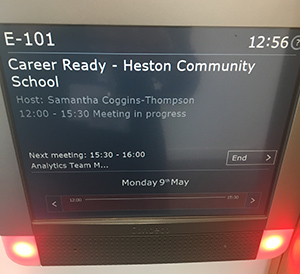 E-101
12:56
Career Ready - Heston Community
School
Host: Samantha Coggins-Thompson
12:00 - 15:30 Meeting in progress
Next meeting: 15:30 - 16:00
Analytics Team M...
End >
Monday 9th May
<
>